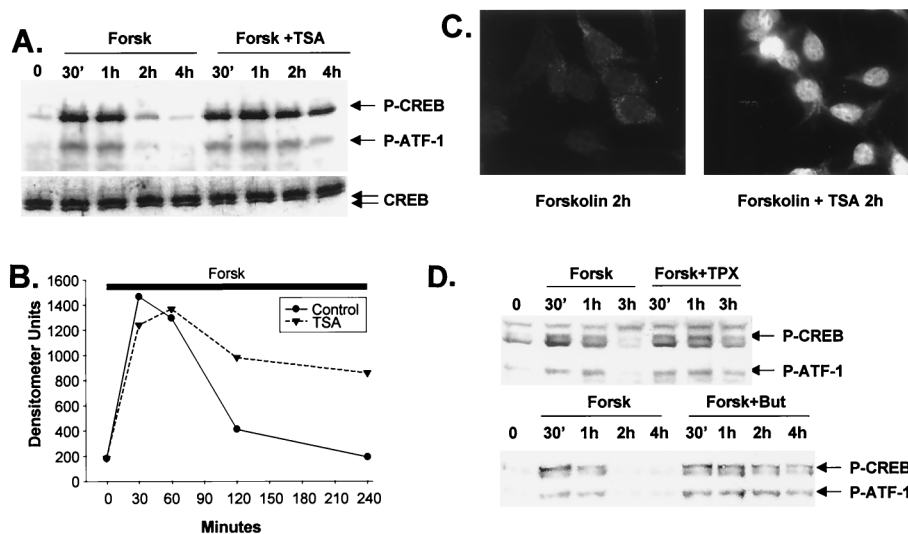 A.
Forsk Forsk +TSA
0 30' 1h 2h 4h 30' 1h 2h 4h
P-CREB
P-ATF-1
CREB
B.
Forsk
1600
1400
1200
1000
800
600
400
200
0
Densitometer Units
Control
TSA
0 30 60 90 120 150 180 210 240
Minutes
C.
Forskolin 2h Forskolin + TSA 2h
D.
Forsk Forsk+TPX
0 30' 1h 3h 30' 1h 3h
P-CREB
P-ATF-1
Forsk Forsk+But
0 30' 1h 2h 4h 30' 1h 2h 4h
P-CREB
P-ATF-1